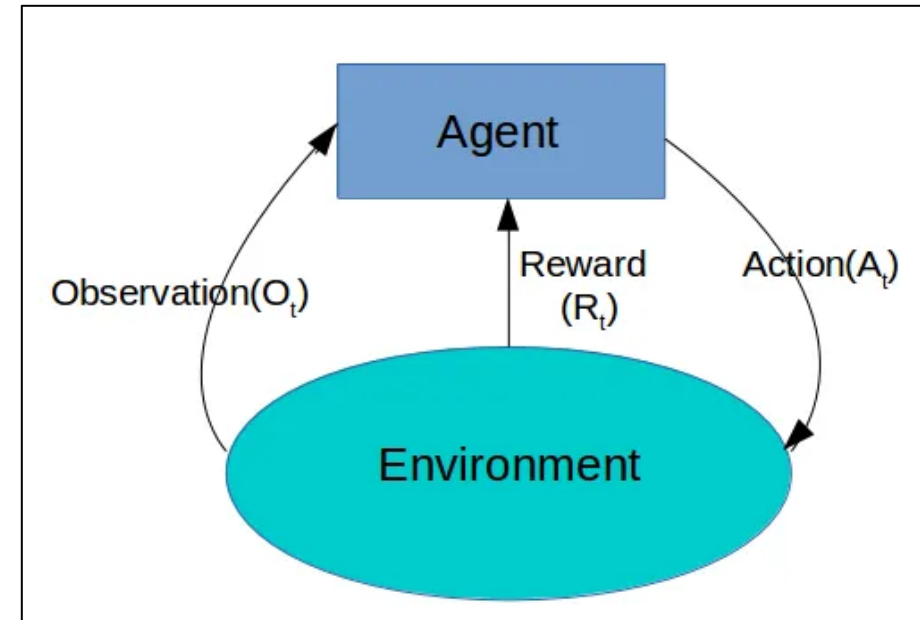 Agent
Observation(Oₜ)
Reward
(Rₜ)
Action(Aₜ)
Environment